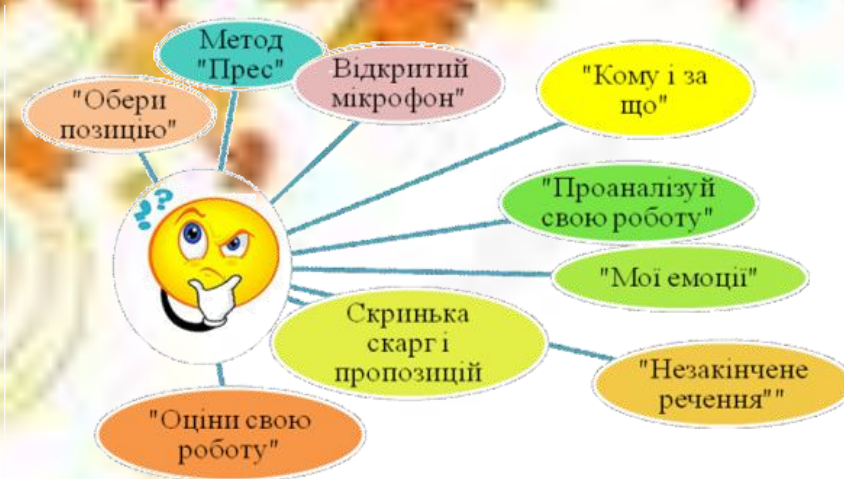 Метод
"Прес"
Відкритий
мікрофон"
"Кому і за
що"
"Обери
позицію"
"Проаналізуй
свою роботу"
"Мої емоції"
Скринька
скарг і
пропозицій
"Незакінчене
речення""
"Оціни свою
роботу"
??